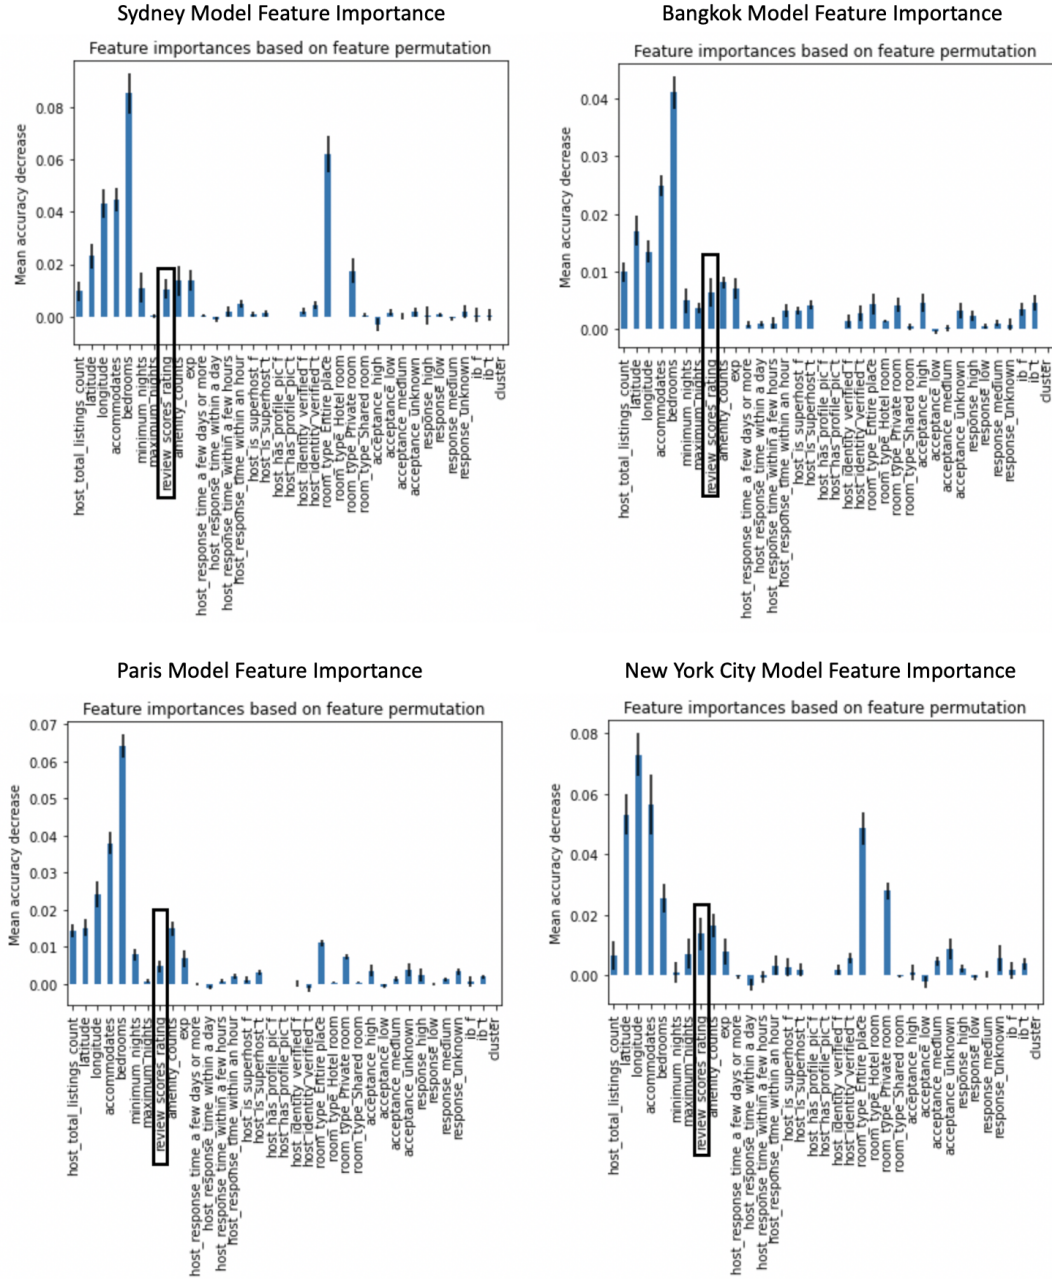 Sydney Model Feature Importance
Feature importances based on feature permutation
Mean accuracy decrease
0.08
0.06
0.04
0.02
0.00
host_total_listings_count
latitude
longitude
accommodates
bedrooms
minimum_nights
maximum_nights
review_scores_rating
amenity_counts
exp
host_response_time_a few days or more
host_response_time_within a day
host_response_time_within a few hours
host_response_time_within an hour
host_is_superhost_f
host_is_superhost_t
host_has_profile_pic_f
host_has_profile_pic_t
host_identity_verified_f
host_identity_verified_t
room_type_Entire place
room_type_Hotel room
room_type_Private room
room_type_Shared room
acceptance_high
acceptance_low
acceptance_medium
acceptance_unknown
response_high
response_low
response_medium
response_unknown
ib_f
ib_t
cluster
Bangkok Model Feature Importance
Feature importances based on feature permutation
Mean accuracy decrease
0.04
0.03
0.02
0.01
0.00
host_total_listings_count
latitude
longitude
accommodates
bedrooms
minimum_nights
maximum_nights
review_scores_rating
amenity_counts
exp
host_response_time_a few days or more
host_response_time_within a day
host_response_time_within a few hours
host_response_time_within an hour
host_is_superhost_f
host_is_superhost_t
host_has_profile_pic_f
host_has_profile_pic_t
host_identity_verified_f
host_identity_verified_t
room_type_Entire place
room_type_Hotel room
room_type_Private room
room_type_Shared room
acceptance_high
acceptance_low
acceptance_medium
acceptance_unknown
response_high
response_low
response_medium
response_unknown
ib_f
ib_t
cluster
Paris Model Feature Importance
Feature importances based on feature permutation
Mean accuracy decrease
0.07
0.06
0.05
0.04
0.03
0.02
0.01
0.00
host_total_listings_count
latitude
longitude
accommodates
bedrooms
minimum_nights
maximum_nights
review_scores_rating
amenity_counts
exp
host_response_time_a few days or more
host_response_time_within a day
host_response_time_within a few hours
host_response_time_within an hour
host_is_superhost_f
host_is_superhost_t
host_has_profile_pic_f
host_has_profile_pic_t
host_identity_verified_f
host_identity_verified_t
room_type_Entire place
room_type_Hotel room
room_type_Private room
room_type_Shared room
acceptance_high
acceptance_low
acceptance_medium
acceptance_unknown
response_high
response_low
response_medium
response_unknown
ib_f
ib_t
cluster
New York City Model Feature Importance
Feature importances based on feature permutation
Mean accuracy decrease
0.08
0.06
0.04
0.02
0.00
host_total_listings_count
latitude
longitude
accommodates
bedrooms
minimum_nights
maximum_nights
review_scores_rating
amenity_counts
exp
host_response_time_a few days or more
host_response_time_within a day
host_response_time_within a few hours
host_response_time_within an hour
host_is_superhost_f
host_is_superhost_t
host_has_profile_pic_f
host_has_profile_pic_t
host_identity_verified_f
host_identity_verified_t
room_type_Entire place
room_type_Hotel room
room_type_Private room
room_type_Shared room
acceptance_high
acceptance_low
acceptance_medium
acceptance_unknown
response_high
response_low
response_medium
response_unknown
ib_f
ib_t
cluster